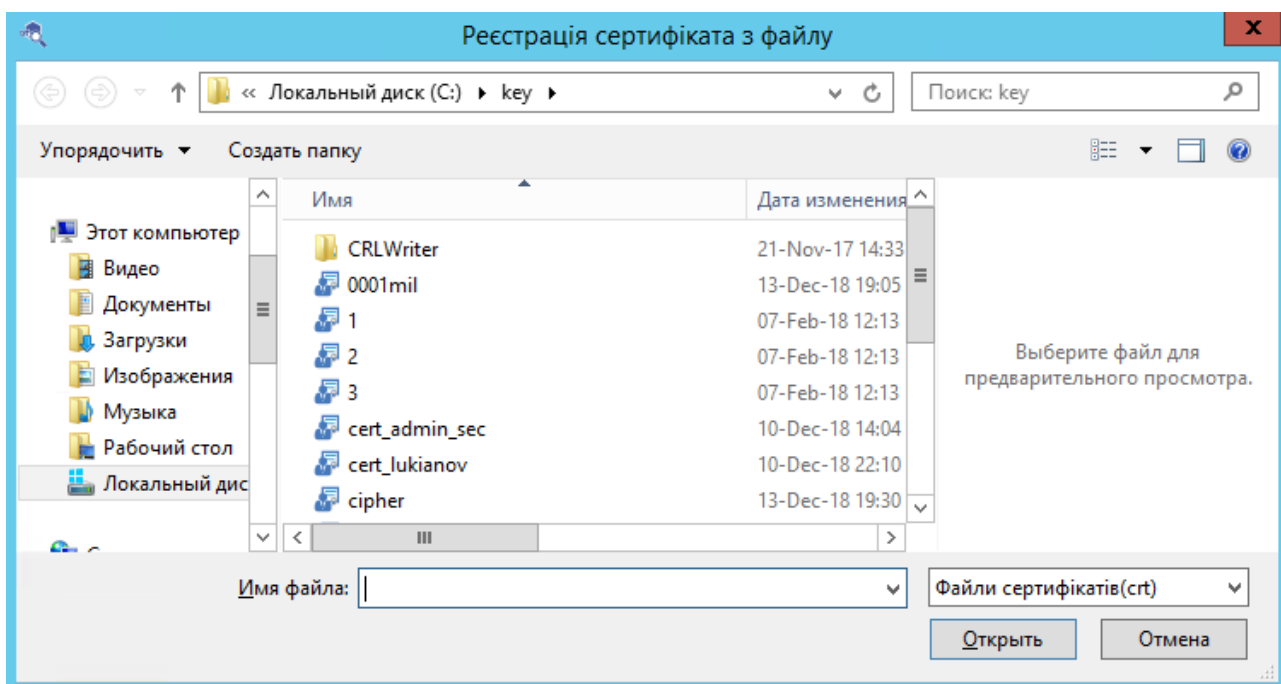 Реєстрація сертифіката з файлу
x
« Локальный диск (C:) key
Поиск: key
Упорядочить Создать папку
Имя Дата изменения
Этот компьютер
Видео
Документы
Загрузки
Изображения
Музыка
Рабочий стол
Локальный дис
CRLWriter 21-Nov-17 14:33
0001mil 13-Dec-18 19:05
1 07-Feb-18 12:13
2 07-Feb-18 12:13
3 07-Feb-18 12:13
cert_admin_sec 10-Dec-18 14:04
cert_lukianov 10-Dec-18 22:10
cipher 13-Dec-18 19:30
Выберите файл для
предварительного просмотра.
Имя файла:
Файли сертифікатів(crt)
Открыть Отмена